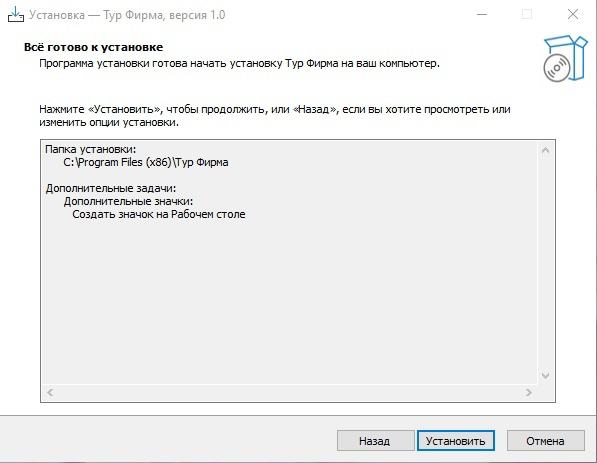 Установка — Тур Фирма, версия 1.0
Всё готово к установке
Программа установки готова начать установку Тур Фирма на ваш компьютер.
Нажмите «Установить», чтобы продолжить, или «Назад», если вы хотите просмотреть или
изменить опции установки.
Папка установки:
C:\Program Files (x86)\Тур Фирма
Дополнительные задачи:
Дополнительные значки:
Создать значок на Рабочем столе
Назад
Установить
Отмена